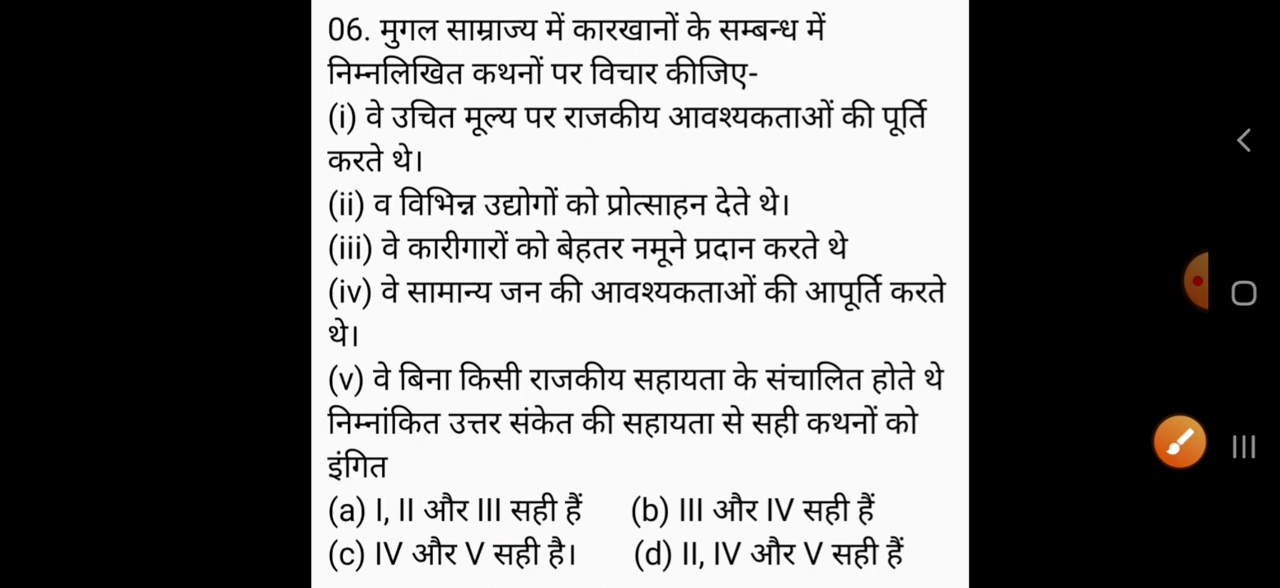 06. मुगल साम्राज्य में कारखानों के सम्बन्ध में
निम्नलिखित कथनों पर विचार कीजिए-
(i) वे उचित मूल्य पर राजकीय आवश्यकताओं की पूर्ति
करते थे।
(ii) व विभिन्न उद्योगों को प्रोत्साहन देते थे।
(iii) वे कारीगारों को बेहतर नमूने प्रदान करते थे
(iv) वे सामान्य जन की आवश्यकताओं की आपूर्ति करते
थे।
(v) वे बिना किसी राजकीय सहायता के संचालित होते थे
निम्नांकित उत्तर संकेत की सहायता से सही कथनों को
इंगित
(a) I, II और III सही हैं (b) III और IV सही हैं
(c) IV और V सही है। (d) II, IV और V सही हैं